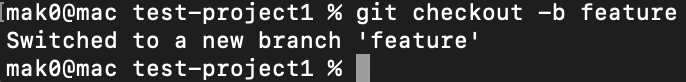 mak0@mac test-project1 % git checkout -b feature
Switched to a new branch 'feature'
mak0@mac test-project1 %